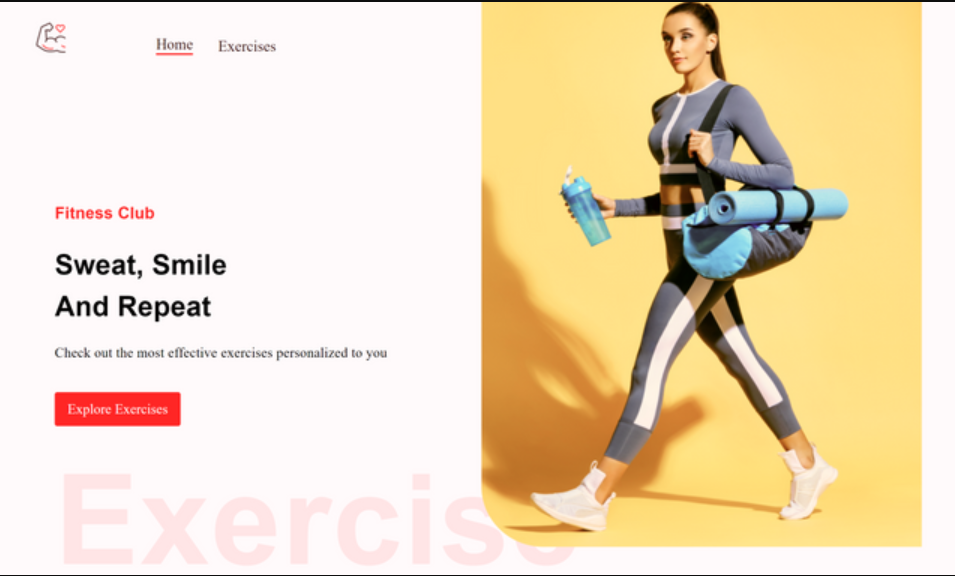 Home Exercises
Fitness Club
Sweat, Smile
And Repeat
Check out the most effective exercises personalized to you
Explore Exercises
Exercise